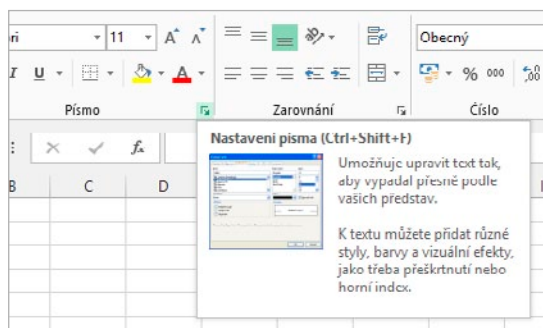 ri 11 A A
I U A
Písmo
Zarovnání
Obecný
% 000 ,00
Číslo
fx
B C D
Nastavení písma (Ctrl+Shift+F)
Umožňuje upravit text tak,
aby vypadal přesně podle
vašich představ.
K textu můžete přidat různé
styly, barvy a vizuální efekty,
jako třeba přeškrtnutí nebo
horní index.